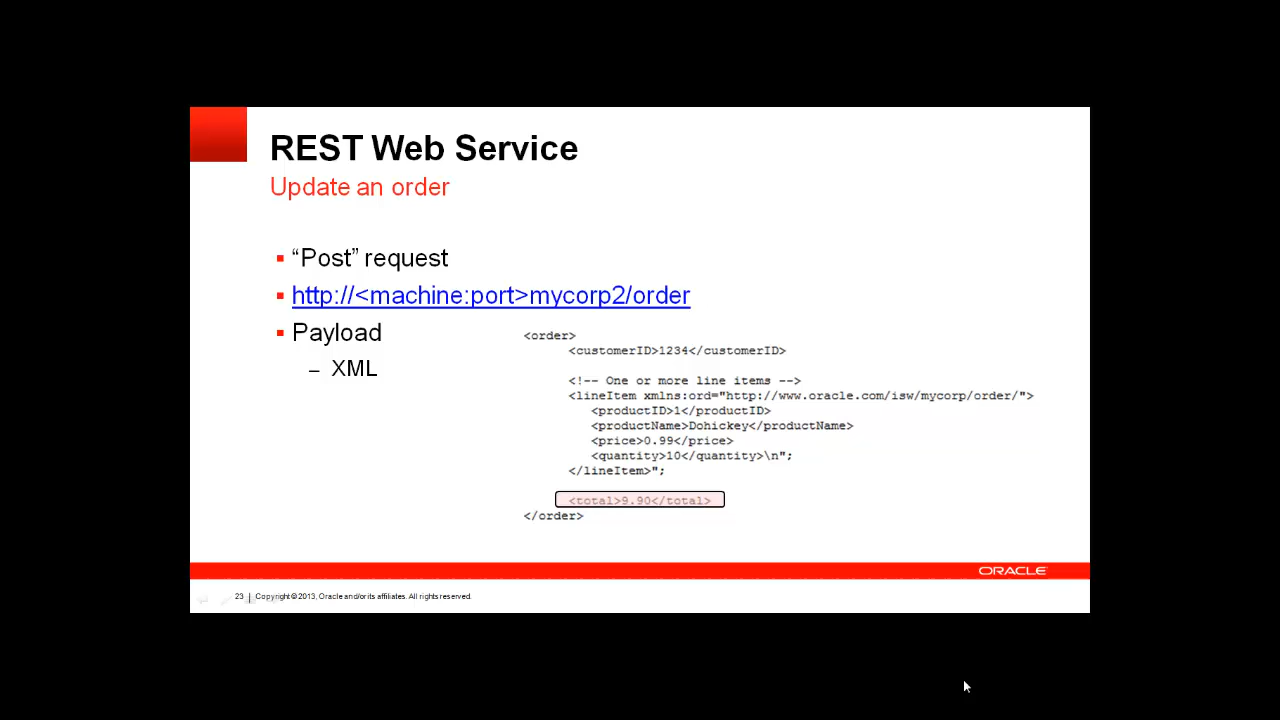 REST Web Service
Update an order
“Post” request
http://<machine:port>mycorp2/order
Payload
– XML
<order>
<customerID>1234</customerID>
<!-- One or more line items -->
<lineItem xmlns:ord="http://www.oracle.com/isw/mycorp/order/">
<productID>1</productID>
<productName>Dohickey</productName>
<price>0.99</price>
<quantity>10</quantity>\n";
</lineItem>";
<total>9.90</total>
</order>
ORACLE
23 | Copyright © 2013, Oracle and/or its affiliates. All rights reserved.